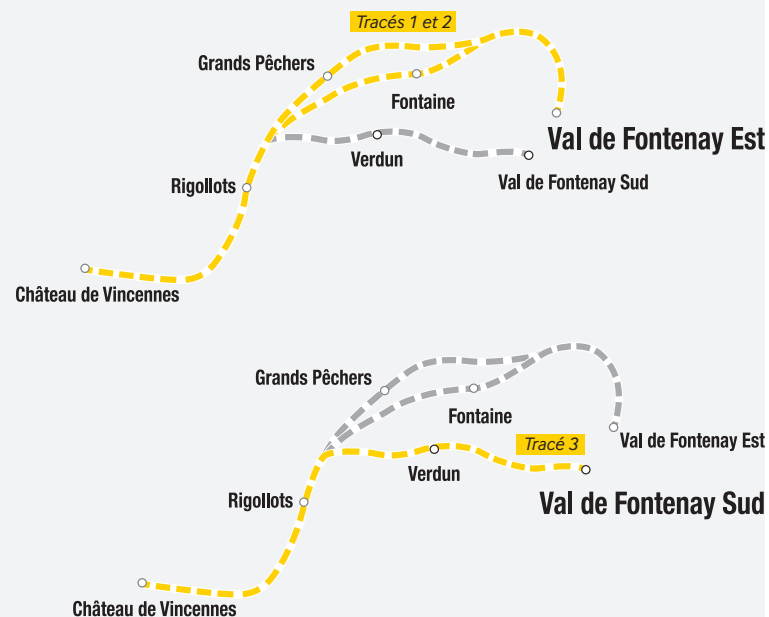 Tracés 1 et 2
Grands Pêchers
Fontaine
Val de Fontenay Est
Verdun
Val de Fontenay Sud
Rigollots
Château de Vincennes
Grands Pêchers
Fontaine
Val de Fontenay Est
Tracé 3
Verdun
Rigollots
Val de Fontenay Sud
Château de Vincennes